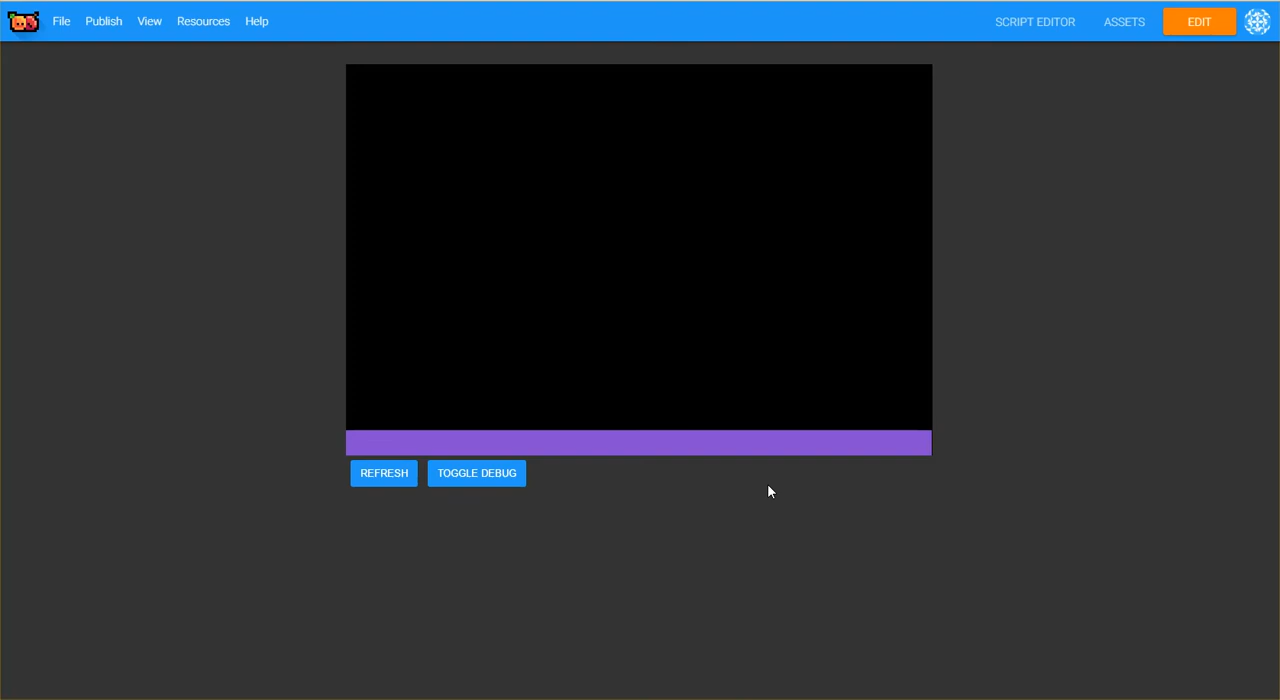 File Publish View Resources Help SCRIPT EDITOR ASSETS EDIT
REFRESH TOGGLE DEBUG